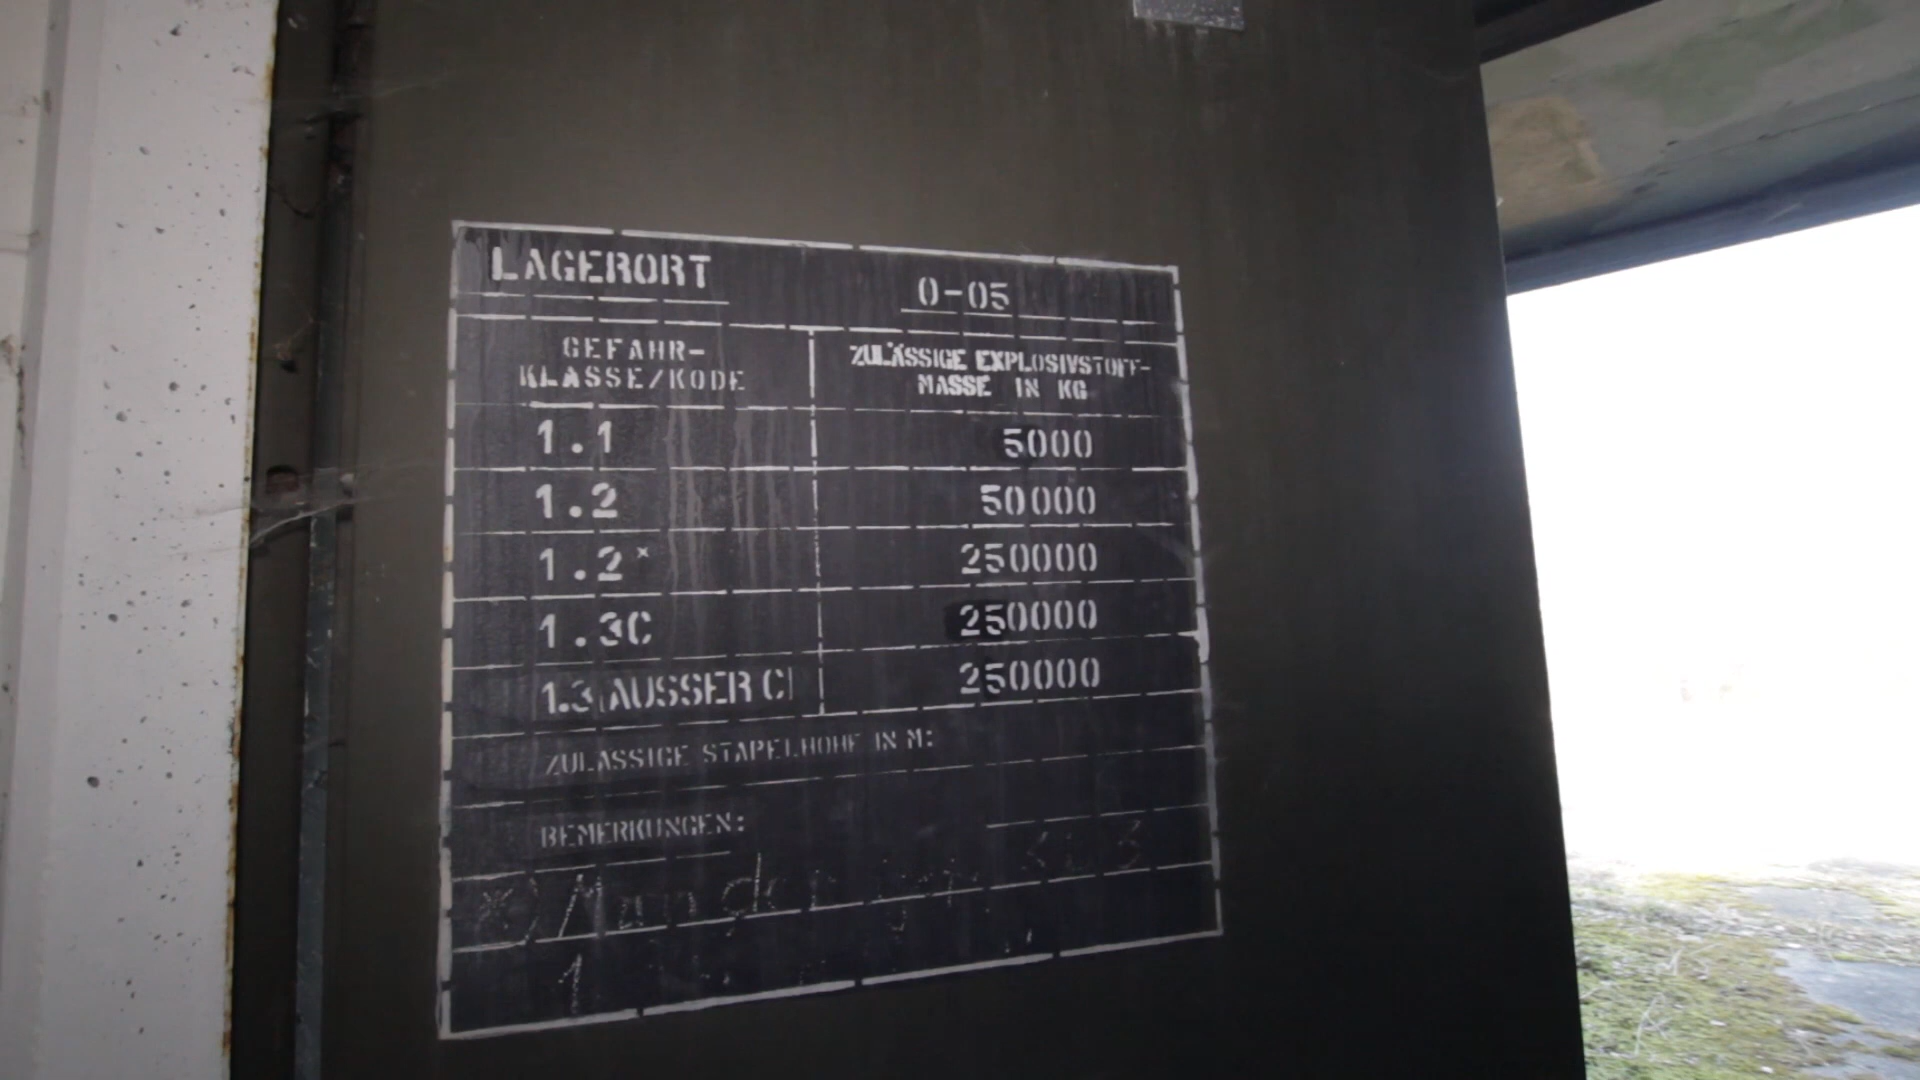 LAGERORT 0-05
GEFAHR-
KLASSE/KODE
ZULÄSSIGE EXPLOSIVSTOFF-
MASSE IN KG
1.1 5000
1.2 50000
1.2* 250000
1.3C 250000
1.3(AUSSER C) 250000
ZULÄSSIGE STAPELHÖHE IN M:
BEMERKUNGEN:
*)
1